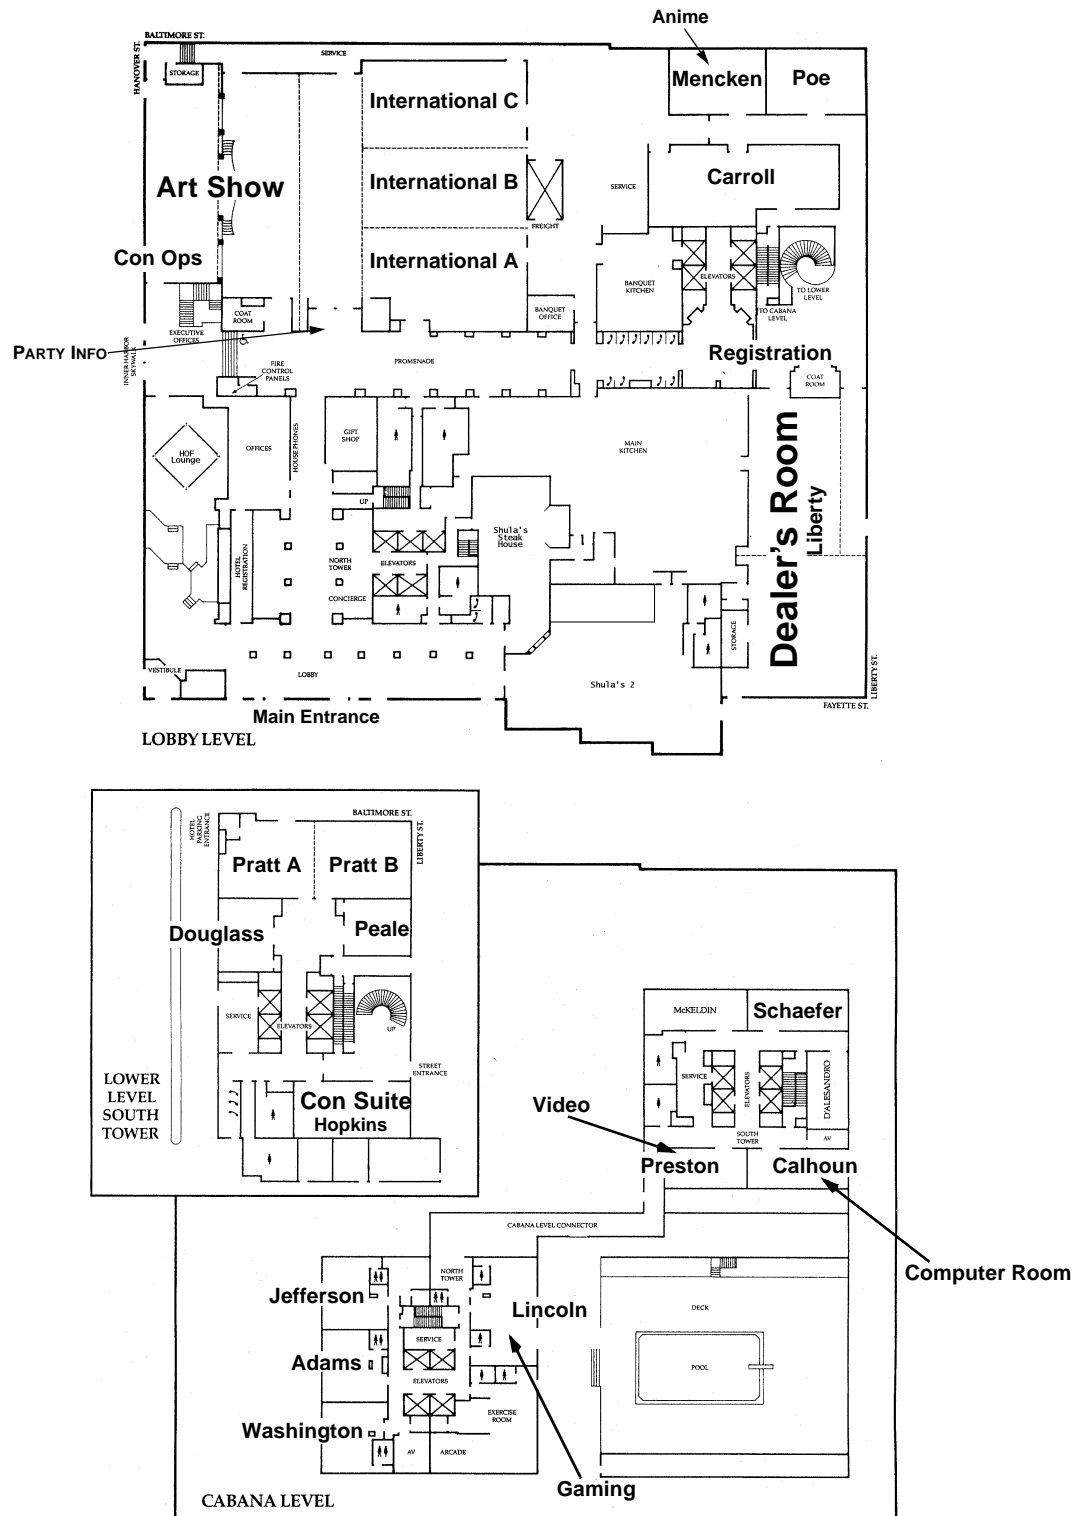 Anime
BALTIMORE ST.
HANOVER ST.
SERVICE
STORAGE
Mencken
Poe
International C
International B
International A
Art Show
Con Ops
SERVICE
Carroll
FREIGHT
BANQUET
KITCHEN
ELEVATORS
TO LOWER
LEVEL
TO CABANA
LEVEL
BANQUET
OFFICE
COAT
ROOM
EXECUTIVE
OFFICES
INNER HARBOR
SKYWALK
PARTY INFO
FIRE
CONTROL
PANELS
PROMENADE
Registration
COAT
ROOM
HOF
Lounge
OFFICES
HOUSE PHONES
GIFT
SHOP
MAIN
KITCHEN
Dealer's Room
Liberty
UP
Shula's
Steak
House
HOTEL
REGISTRATION
NORTH
TOWER
ELEVATORS
CONCIERGE
STORAGE
VESTIBULE
LOBBY
Shula's 2
LIBERTY ST.
FAYETTE ST.
Main Entrance
LOBBY LEVEL
HOTEL
PARKING
ENTRANCE
BALTIMORE ST.
LIBERTY ST.
Pratt A
Pratt B
Douglass
Peale
SERVICE
ELEVATORS
UP
STREET
ENTRANCE
LOWER
LEVEL
SOUTH
TOWER
Con Suite
Hopkins
McKELDIN
Schaefer
SERVICE
ELEVATORS
D'ALESANDRO
Video
SOUTH
TOWER
AV
Preston
Calhoun
CABANA LEVEL CONNECTOR
Computer Room
NORTH
TOWER
Jefferson
Lincoln
SERVICE
Adams
ELEVATORS
DECK
POOL
EXERCISE
ROOM
Washington
AV
ARCADE
Gaming
CABANA LEVEL